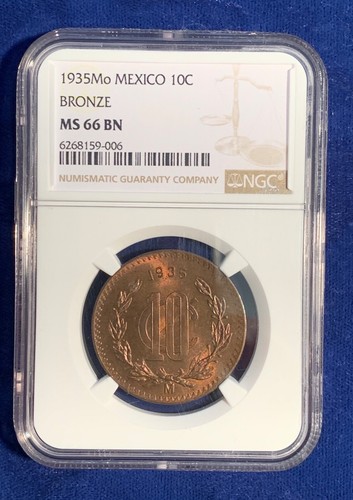 1935Mo MEXICO 10C
BRONZE
MS 66 BN
6268159-006
NUMISMATIC GUARANTY COMPANY
NGC
1935
10 C
M